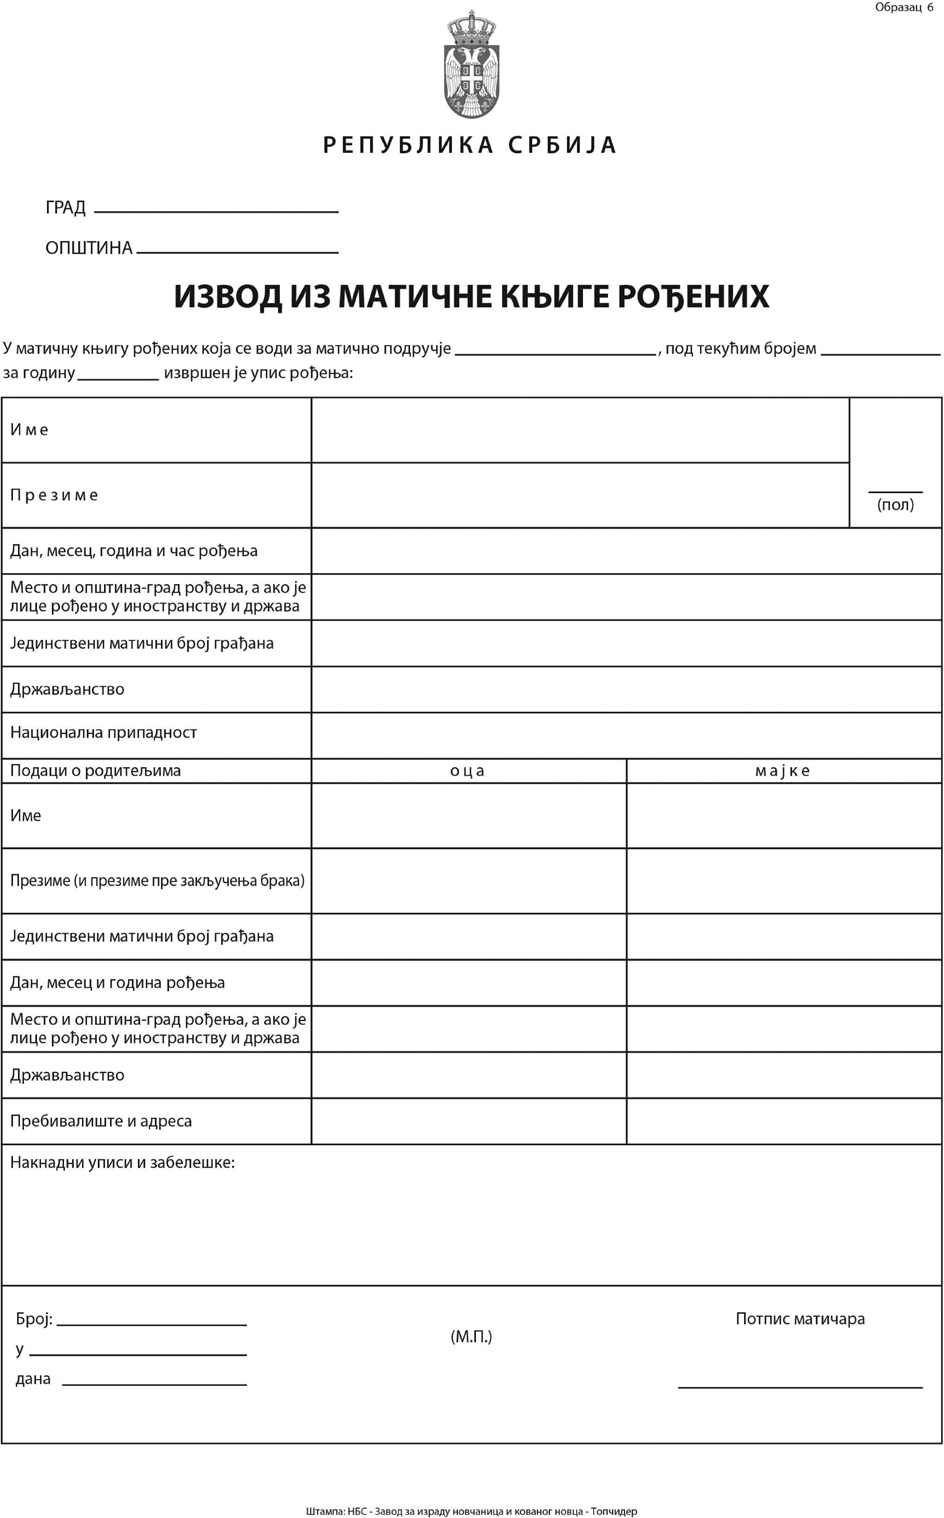 Образац 6
РЕПУБЛИКА СРБИЈА
ГРАД
ОПШТИНА
ИЗВОД ИЗ МАТИЧНЕ КЊИГЕ РОЂЕНИХ
У матичну књигу рођених која се води за матично подручје , под текућим бројем
за годину извршен је упис рођења:
Име
Презиме
(пол)
Дан, месец, година и час рођења
Место и општина-град рођења, а ако је
лице рођено у иностранству и држава
Јединствени матични број грађана
Држављанство
Национална припадност
Подаци о родитељима оца мајке
Име
Презиме (и презиме пре закључења брака)
Јединствени матични број грађана
Дан, месец и година рођења
Место и општина-град рођења, а ако је
лице рођено у иностранству и држава
Држављанство
Пребивалиште и адреса
Накнадни уписи и забелешке:
Број:
у
дана
(М.П.)
Потпис матичара
Штампа: НБС - Завод за израду новчаница и кованог новца - Топчидер